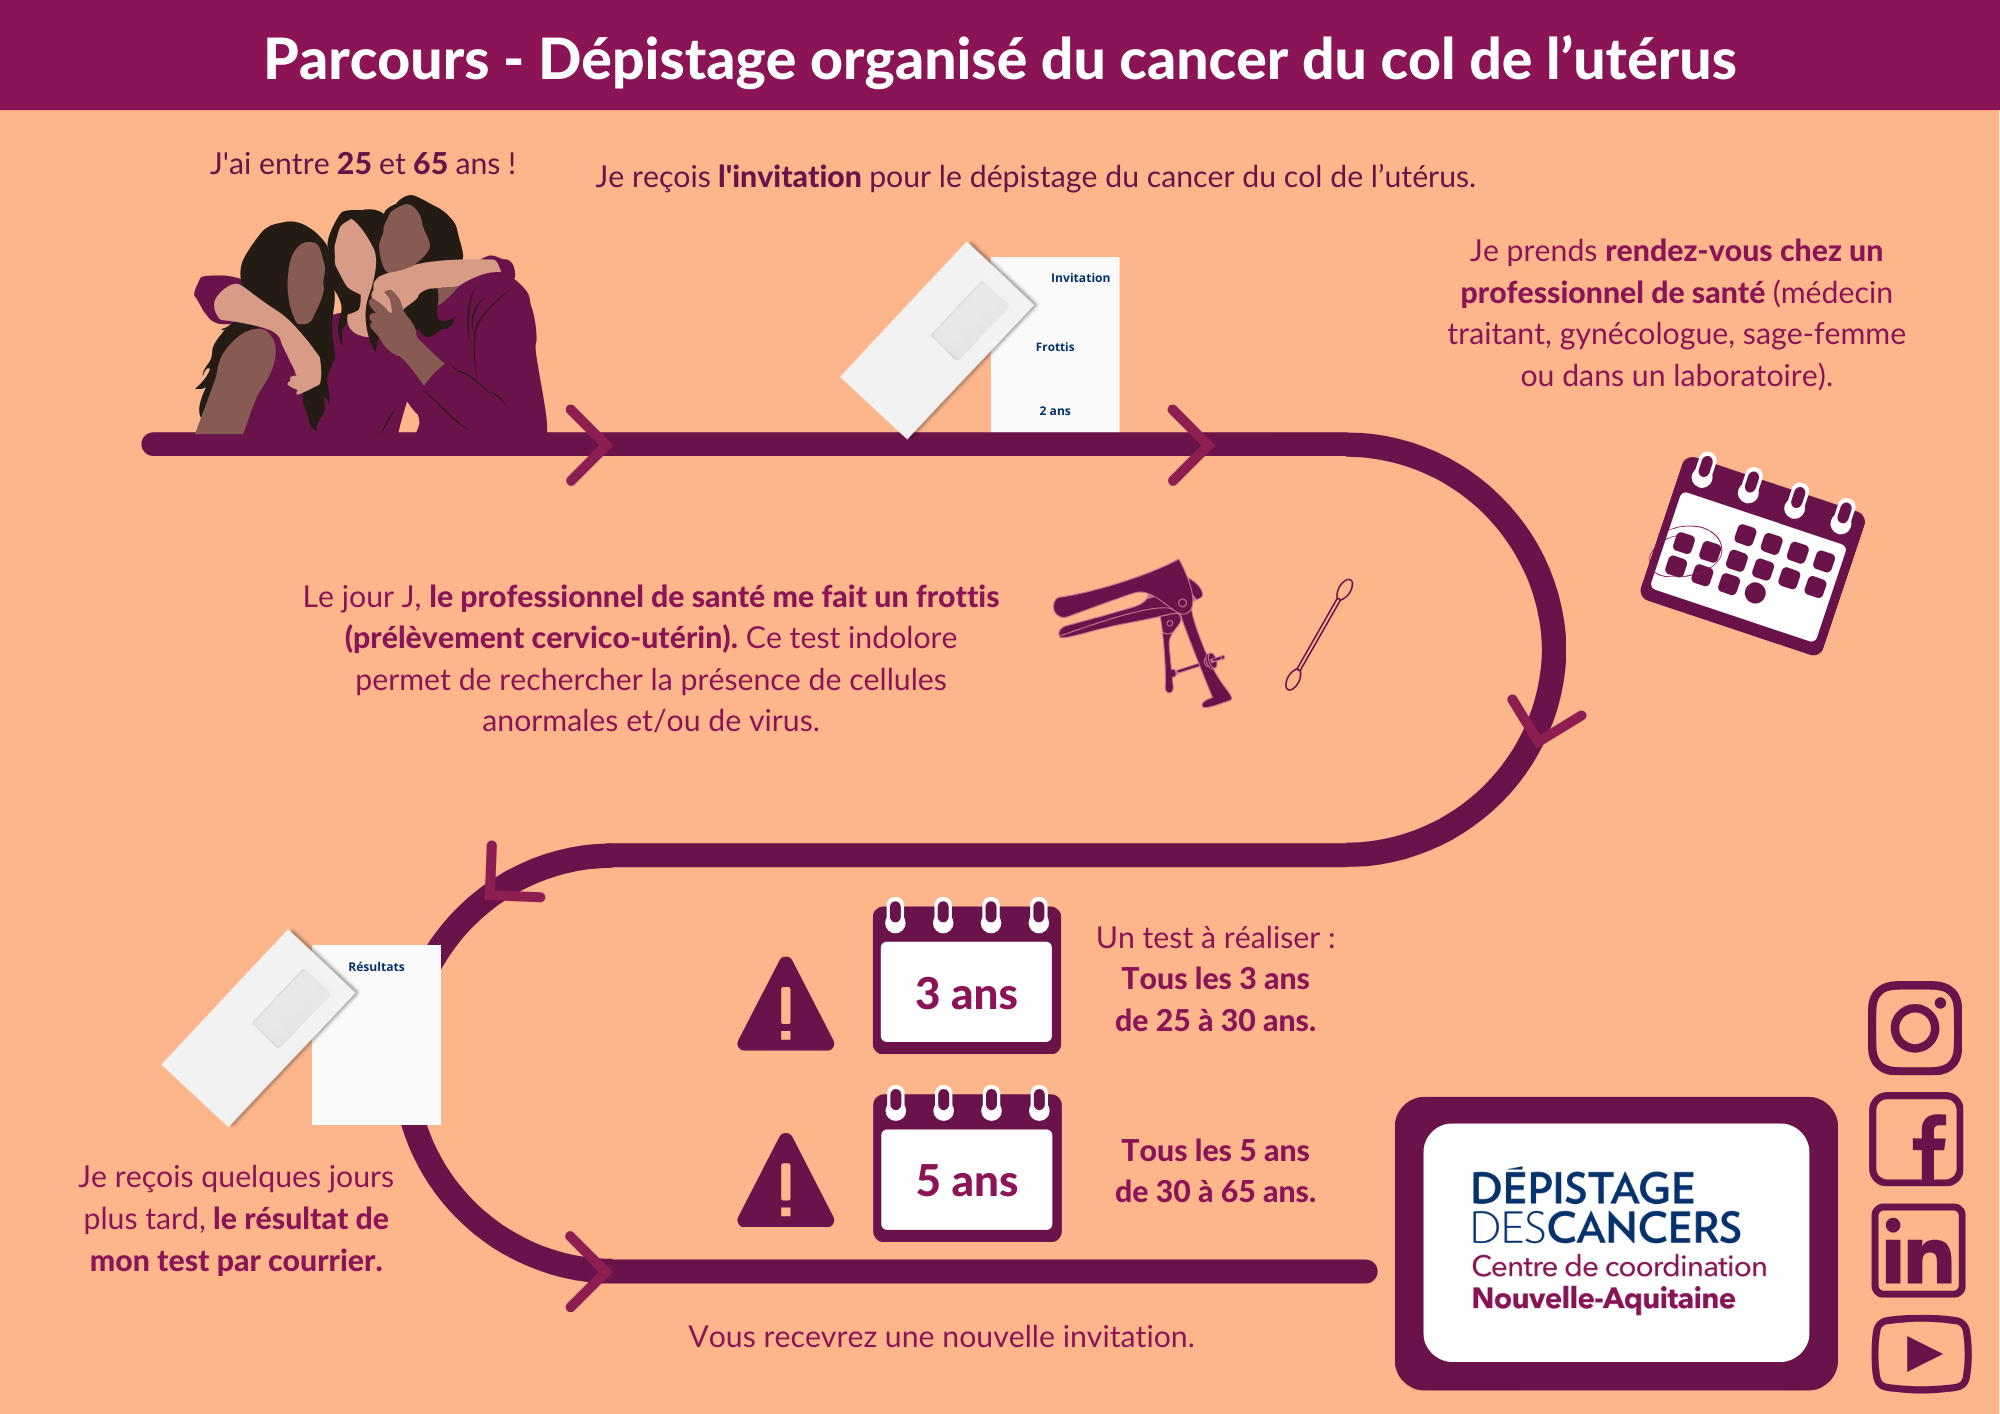 Parcours - Dépistage organisé du cancer du col de l’utérus
J'ai entre 25 et 65 ans !
Je reçois l'invitation pour le dépistage du cancer du col de l’utérus.
Invitation
Frottis
2 ans
Je prends rendez-vous chez un
professionnel de santé (médecin
traitant, gynécologue, sage-femme
ou dans un laboratoire).
Le jour J, le professionnel de santé me fait un frottis
(prélèvement cervico-utérin). Ce test indolore
permet de rechercher la présence de cellules
anormales et/ou de virus.
Résultats
Je reçois quelques jours
plus tard, le résultat de
mon test par courrier.
3 ans
Un test à réaliser :
Tous les 3 ans
de 25 à 30 ans.
5 ans
Tous les 5 ans
de 30 à 65 ans.
Vous recevrez une nouvelle invitation.
DÉPISTAGE
DESCANCERS
Centre de coordination
Nouvelle-Aquitaine
f
in